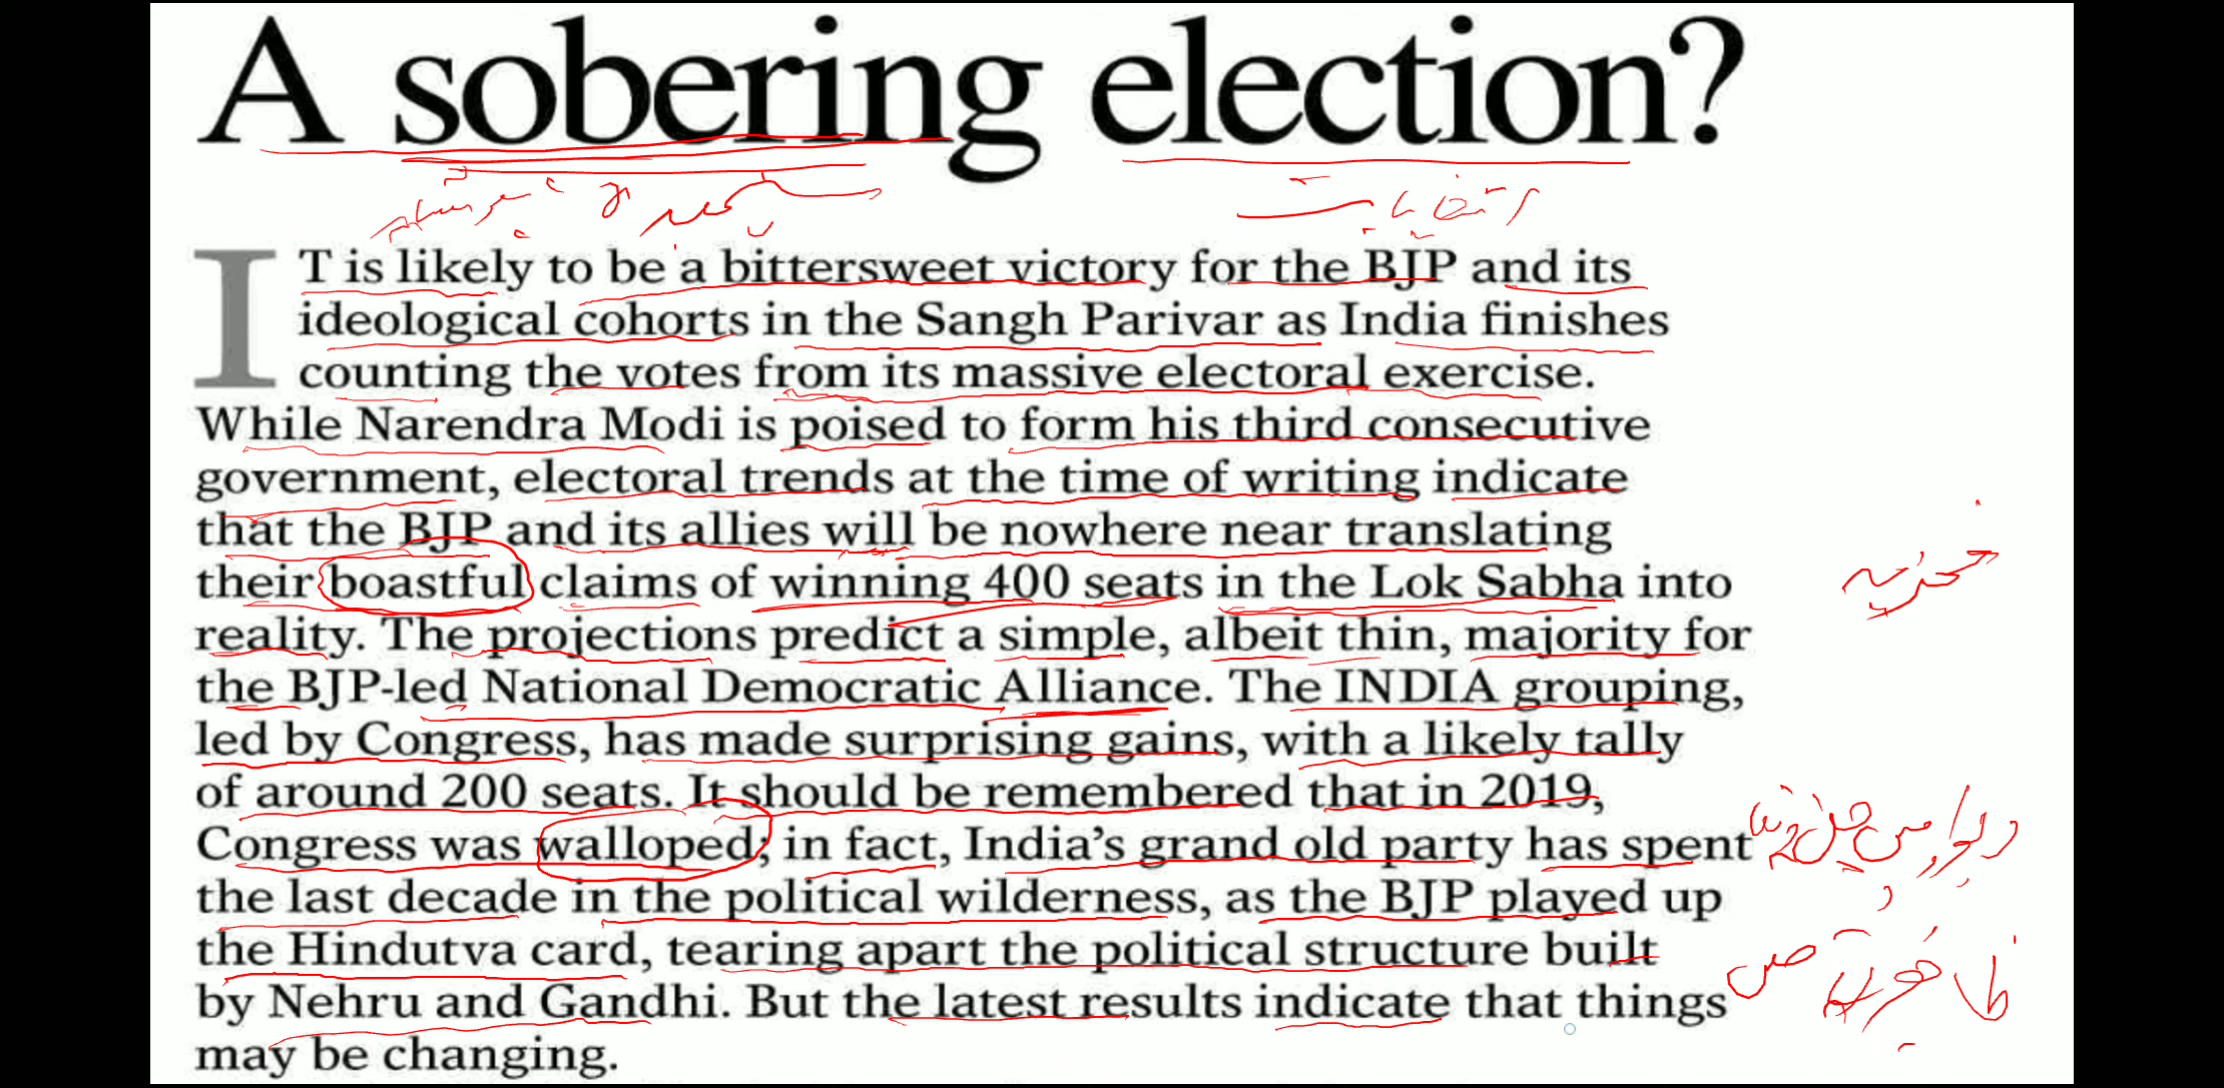 A sobering election?
انتخابات
IT is likely to be a bittersweet victory for the BJP and its
ideological cohorts in the Sangh Parivar as India finishes
counting the votes from its massive electoral exercise.
While Narendra Modi is poised to form his third consecutive
government, electoral trends at the time of writing indicate
that the BJP and its allies will be nowhere near translating
their boastful claims of winning 400 seats in the Lok Sabha into
reality. The projections predict a simple, albeit thin, majority for
the BJP-led National Democratic Alliance. The INDIA grouping,
led by Congress, has made surprising gains, with a likely tally
of around 200 seats. It should be remembered that in 2019,
Congress was walloped; in fact, India's grand old party has spent
the last decade in the political wilderness, as the BJP played up
the Hindutva card, tearing apart the political structure built
by Nehru and Gandhi. But the latest results indicate that things
may be changing.